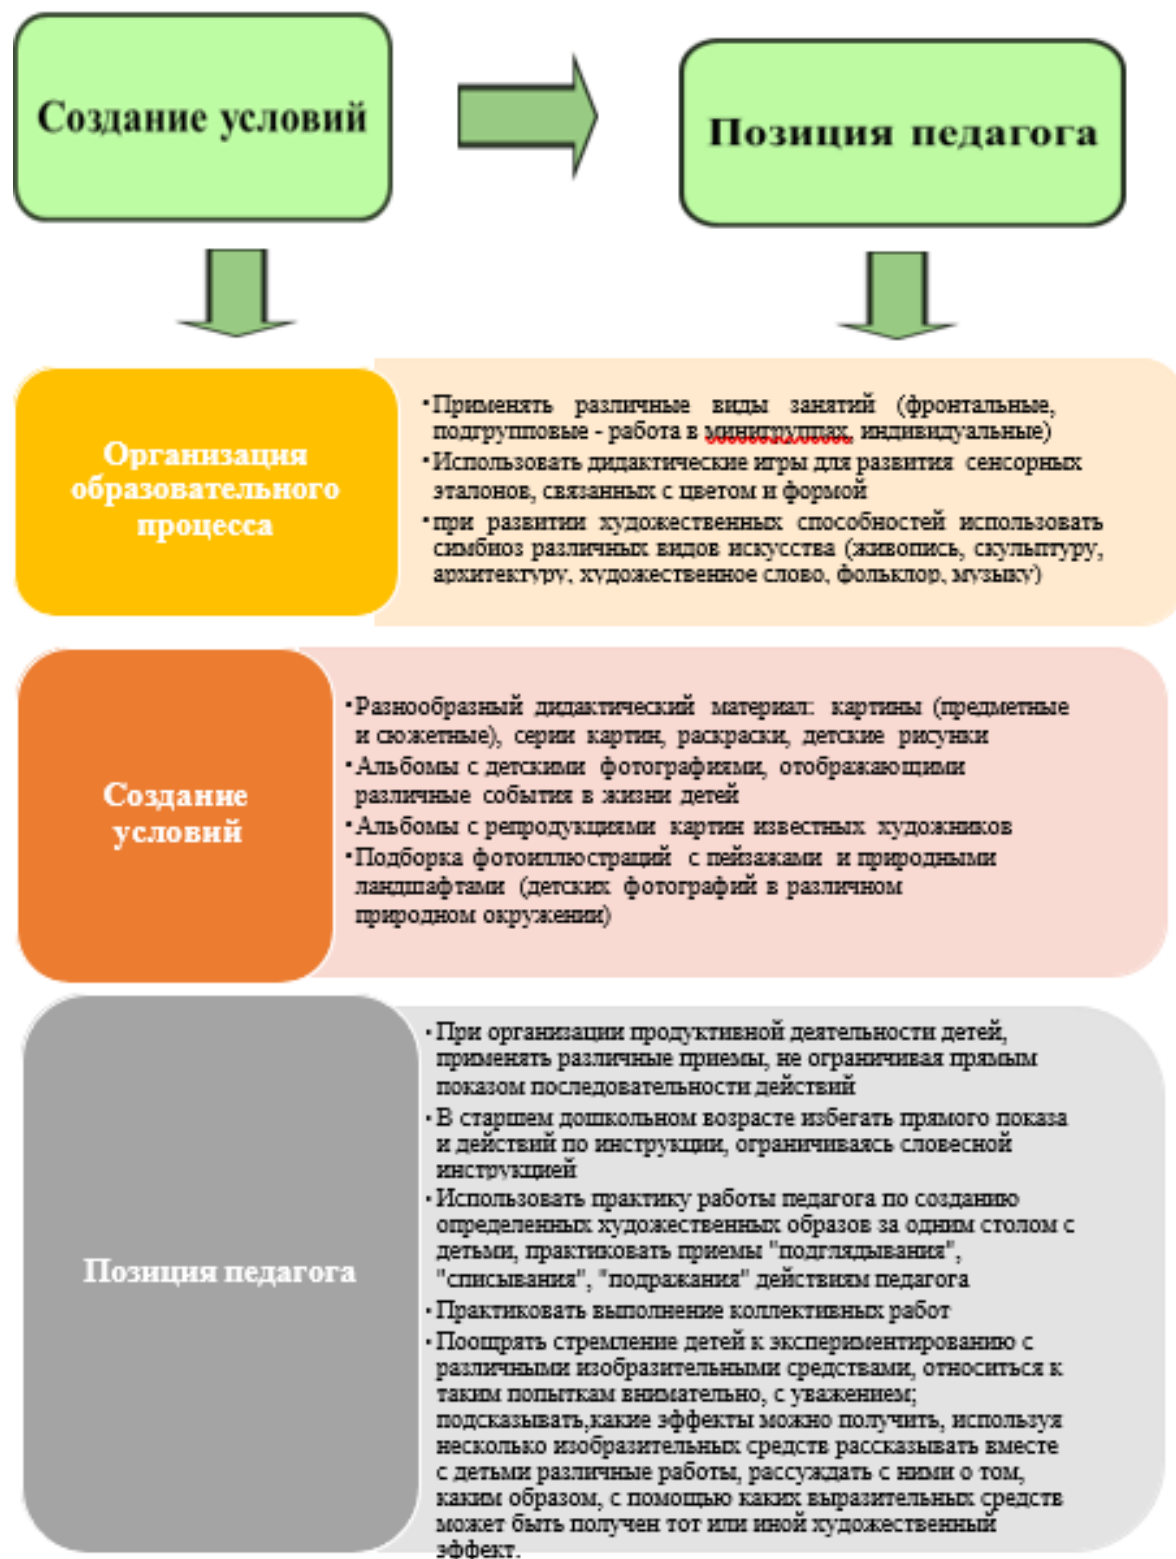 Создание условий
Позиция педагога
Организация
образовательного
процесса
•Применять различные виды занятий (фронтальные,
подгрупповые - работа в минигруппах, индивидуальные)
•Использовать дидактические игры для развития сенсорных
эталонов, связанных с цветом и формой
•при развитии художественных способностей использовать
симбиоз различных видов искусства (живопись, скульптуру,
архитектуру, художественное слово, фольклор, музыку)
Создание
условий
•Разнообразный дидактический материал: картины (предметные
и сюжетные), серии картин, раскраски, детские рисунки
•Альбомы с детскими фотографиями, отображающими
различные события в жизни детей
•Альбомы с репродукциями картин известных художников
•Подборка фотоиллюстраций с пейзажами и природными
ландшафтами (детских фотографий в различном
природном окружении)
Позиция педагога
•При организации продуктивной деятельности детей,
применять различные приемы, не ограничивая прямым
показом последовательности действий
•В старшем дошкольном возрасте избегать прямого показа
и действий по инструкции, ограничиваясь словесной
инструкцией
•Использовать практику работы педагога по созданию
определенных художественных образов за одним столом с
детьми, практиковать приемы "подглядывания",
"списывания", "подражания" действиям педагога
•Практиковать выполнение коллективных работ
•Поощрять стремление детей к экспериментированию с
различными изобразительными средствами, относиться к
таким попыткам внимательно, с уважением;
подсказывать,какие эффекты можно получить, используя
несколько изобразительных средств рассказывать вместе
с детьми различные работы, рассуждать с ними о том,
каким образом, с помощью каких выразительных средств
может быть получен тот или иной художественный
эффект.